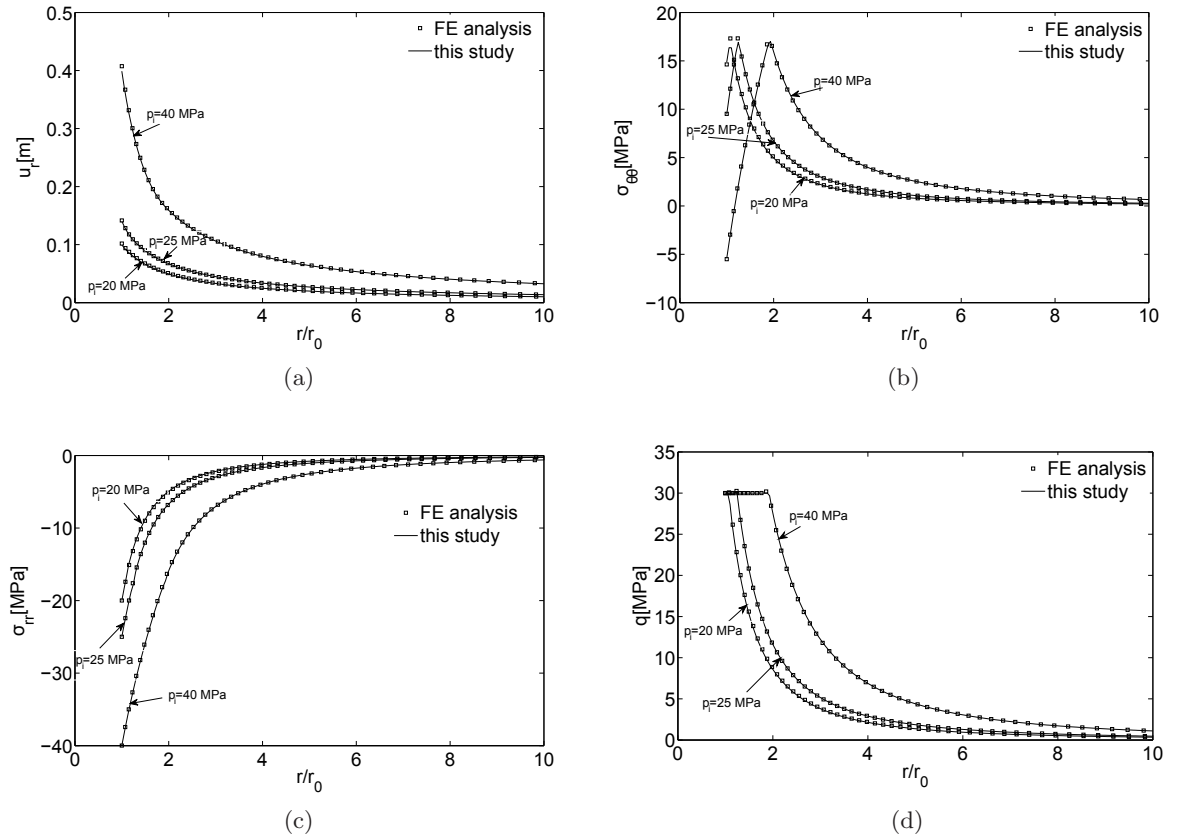 0.5
0.4
0.3
0.2
0.1
0
u_r[m]
□ FE analysis
— this study
p_i=40 MPa
p_i=25 MPa
p_i=20 MPa
0 2 4 6 8 10
r/r_0
(a)
20
15
10
5
0
−5
−10
σ_θθ[MPa]
□ FE analysis
— this study
p_i=40 MPa
p_i=25 MPa
p_i=20 MPa
0 2 4 6 8 10
r/r_0
(b)
0
−10
−20
−30
−40
σ_rr[MPa]
p_i=20 MPa
□ FE analysis
— this study
p_i=25 MPa
p_i=40 MPa
0 2 4 6 8 10
r/r_0
(c)
35
30
25
20
15
10
5
0
q[MPa]
□ FE analysis
— this study
p_i=40 MPa
p_i=20 MPa
p_i=25 MPa
0 2 4 6 8 10
r/r_0
(d)